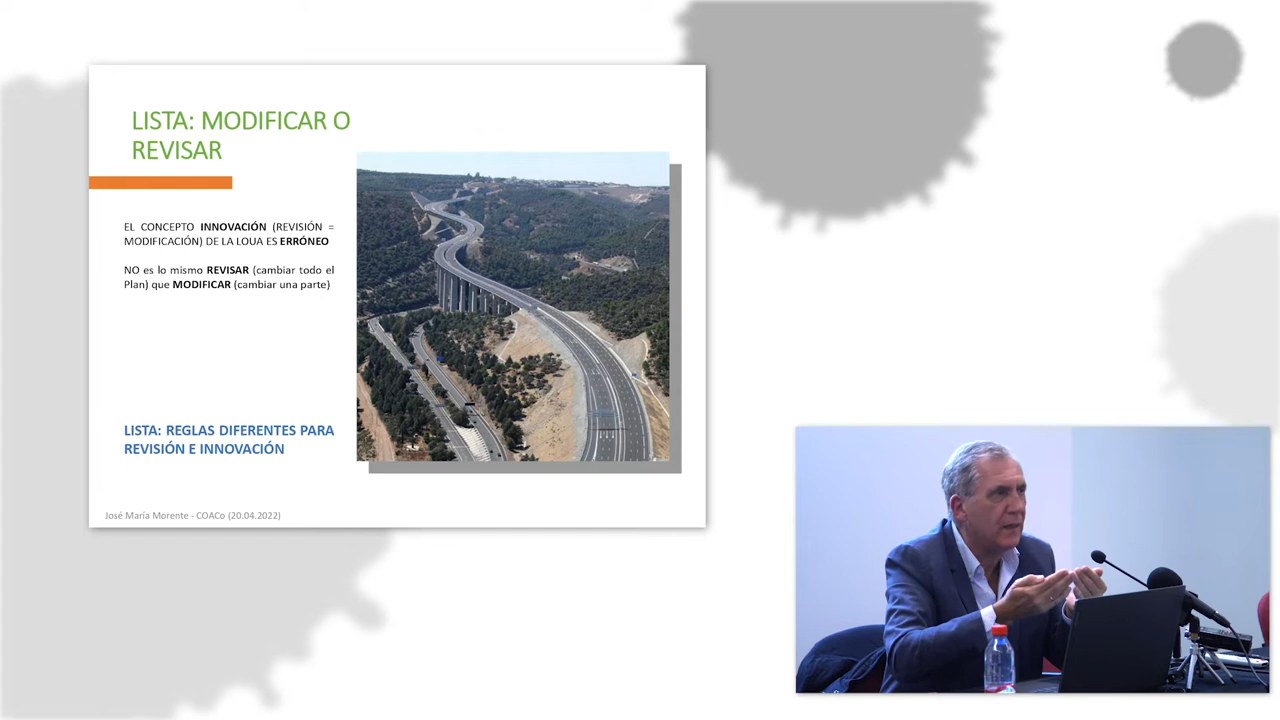 LISTA: MODIFICAR O
REVISAR
EL CONCEPTO INNOVACIÓN (REVISIÓN =
MODIFICACIÓN) DE LA LOUA ES ERRÓNEO
NO es lo mismo REVISAR (cambiar todo el
Plan) que MODIFICAR (cambiar una parte)
LISTA: REGLAS DIFERENTES PARA
REVISIÓN E INNOVACIÓN
José María Morente - COACo (20.04.2022)